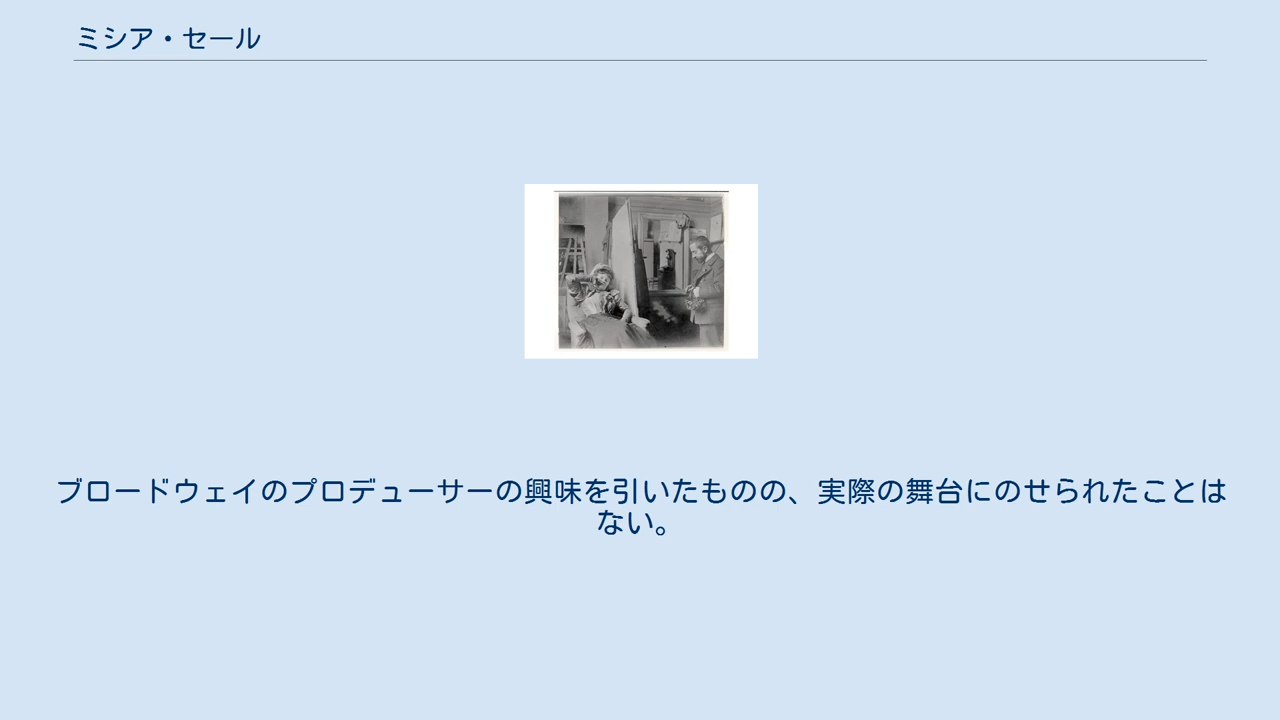 ミシア・セール
ブロードウェイのプロデューサーの興味を引いたものの、実際の舞台にのせられたことは
ない。